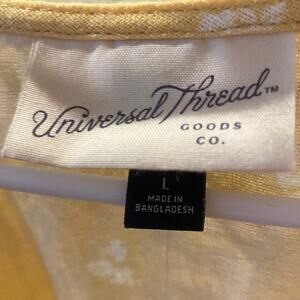 Universal Thread™
GOODS
CO.
L
MADE IN
BANGLADESH